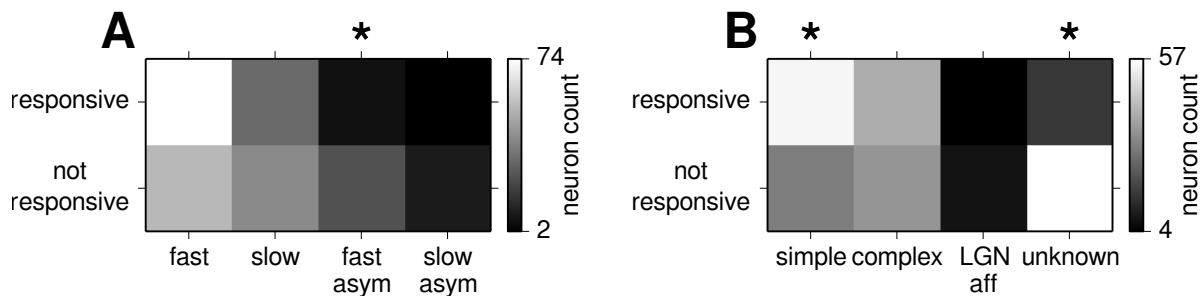 A
*
responsive
not
responsive
fast
slow
fast
asym
slow
asym
74
2
neuron count
B
*
*
responsive
not
responsive
simple
complex
LGN
aff
unknown
57
4
neuron count